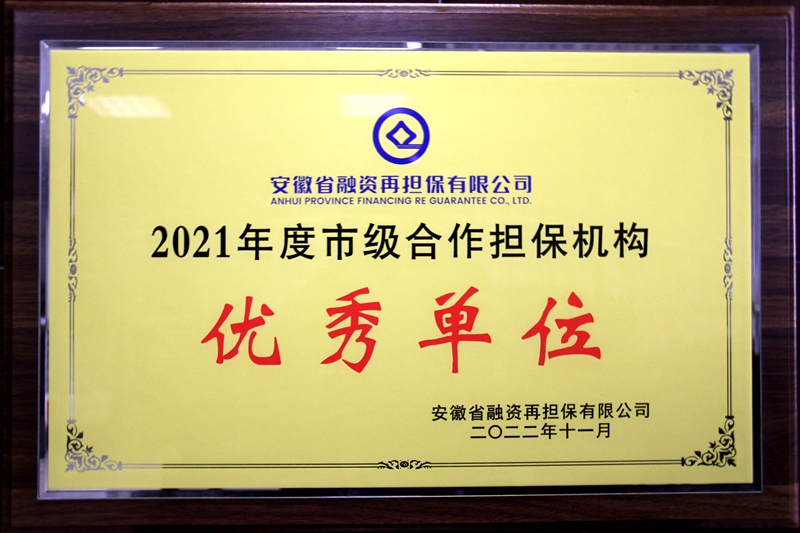 安徽省融资再担保有限公司
ANHUI PROVINCE FINANCING RE GUARANTEE CO., LTD.
2021年度市级合作担保机构
优秀单位
安徽省融资再担保有限公司
二〇二二年十一月